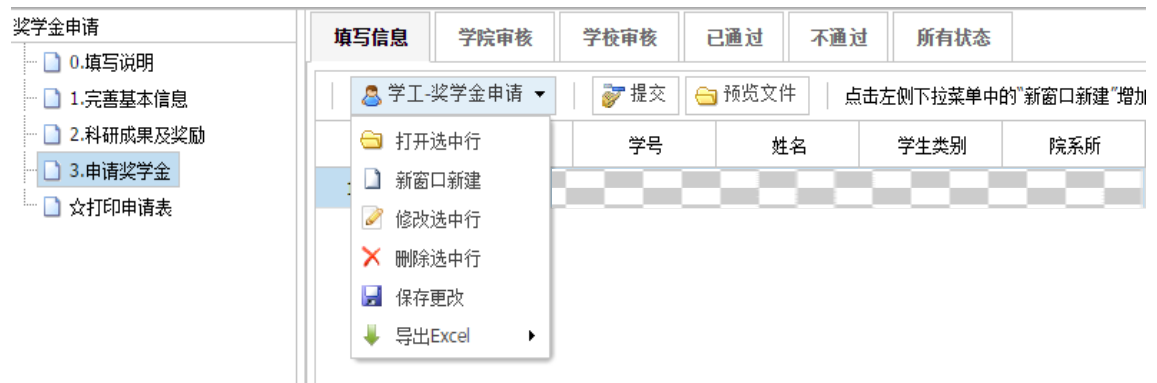 奖学金申请
0.填写说明
1.完善基本信息
2.科研成果及奖励
3.申请奖学金
☆打印申请表
填写信息 学院审核 学校审核 已通过 不通过 所有状态
学工-奖学金申请 提交 预览文件 点击左侧下拉菜单中的"新窗口新建"增加
学号 姓名 学生类别 院系所
打开选中行
新窗口新建
修改选中行
删除选中行
保存更改
导出Excel